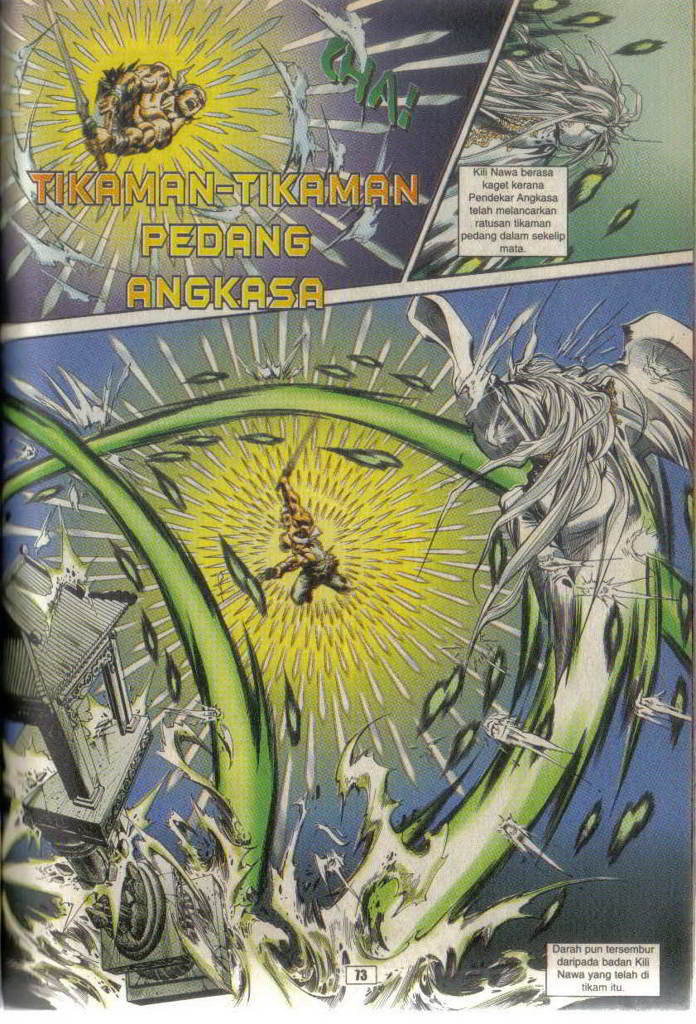 CHA!
TIKAMAN-TIKAMAN
PEDANG
ANGKASA
Kili Nawa berasa
kaget kerana
Pendekar Angkasa
telah melancarkan
ratusan tikaman
pedang dalam sekelip
mata.
Darah pun tersembur
daripada badan Kili
Nawa yang telah di
tikam itu.
73